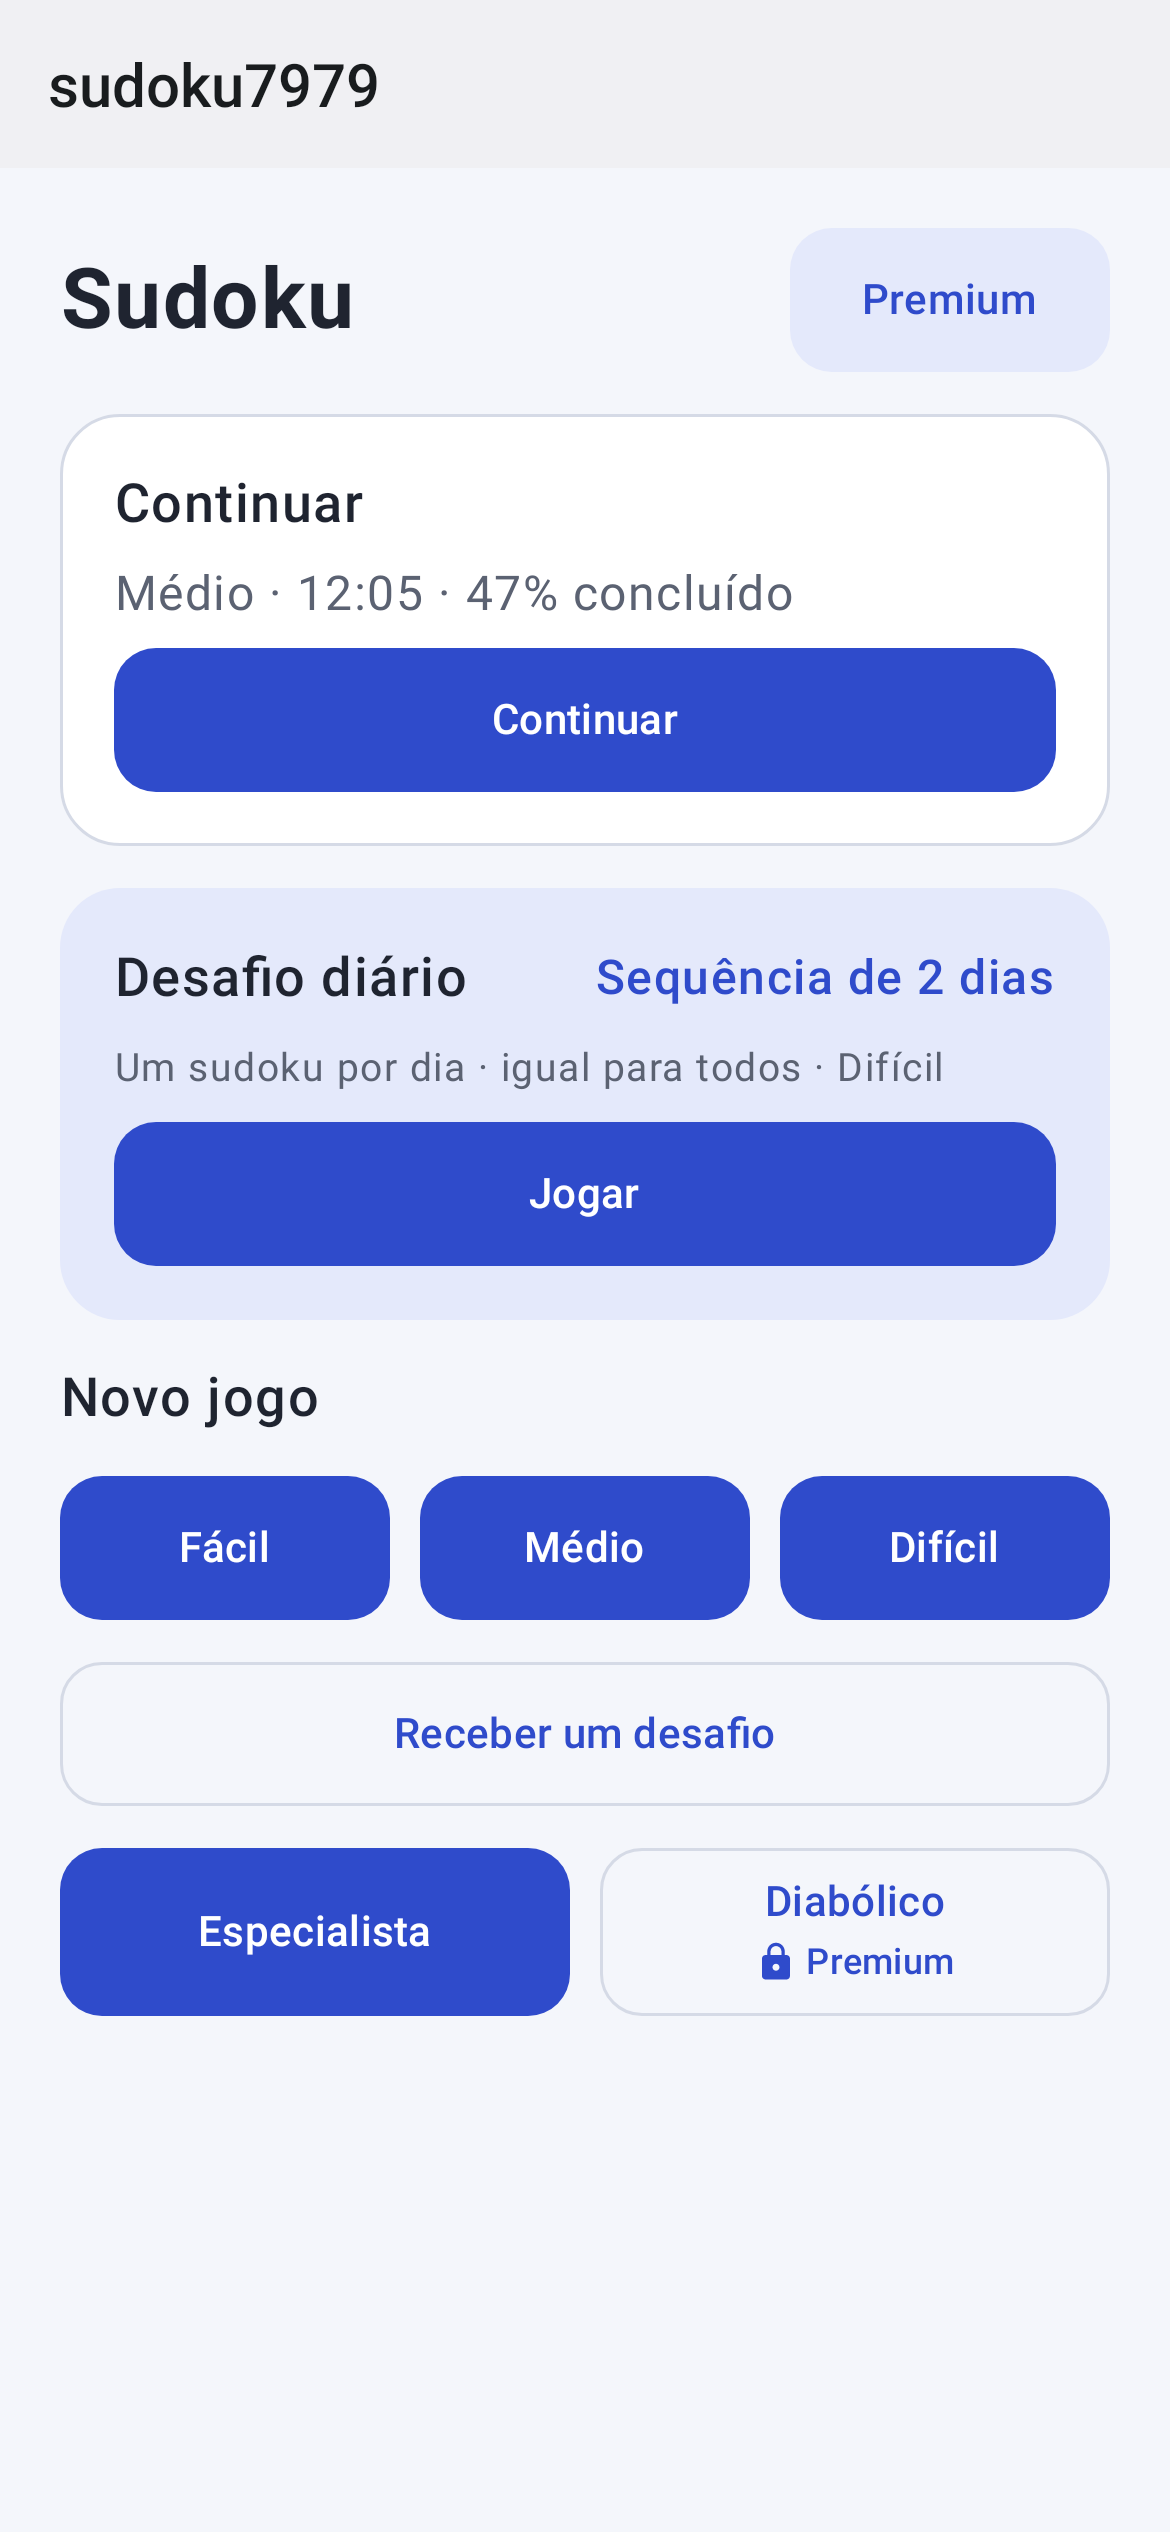 sudoku7979
Sudoku
Premium
Continuar
Médio · 12:05 · 47% concluído
Continuar
Desafio diário
Sequência de 2 dias
Um sudoku por dia · igual para todos · Difícil
Jogar
Novo jogo
Fácil
Médio
Difícil
Receber um desafio
Especialista
Diabólico
Premium